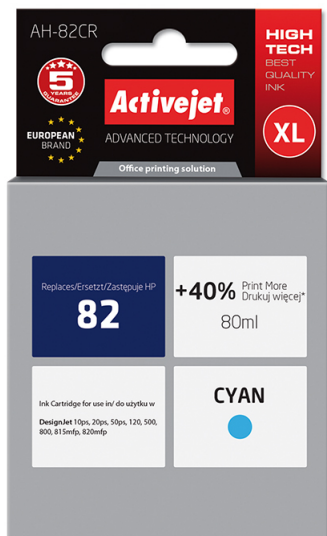 AH-82CR
HIGH
TECH
BEST
QUALITY
INK
5
YEARS
GUARANTEE
Activejet®
EUROPEAN
BRAND
ADVANCED TECHNOLOGY
XL
Office printing solution
Replaces/Ersetzt/Zastępuje HP
82
+40% Print More
Drukuj więcej*
80ml
Ink Cartridge for use in/ do użytku w
DesignJet 10ps, 20ps, 50ps, 120, 500,
800, 815mfp, 820mfp
CYAN